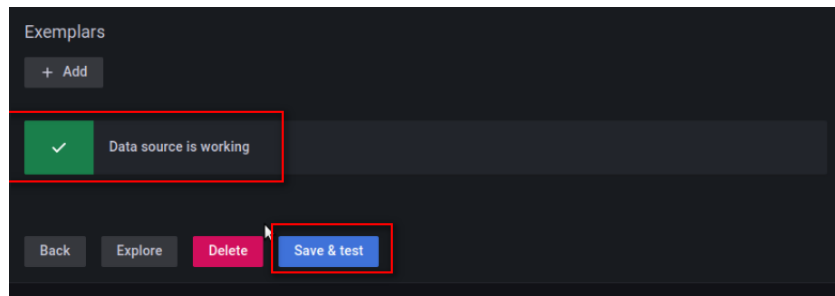 Exemplars
+ Add
Data source is working
Back Explore Delete Save & test